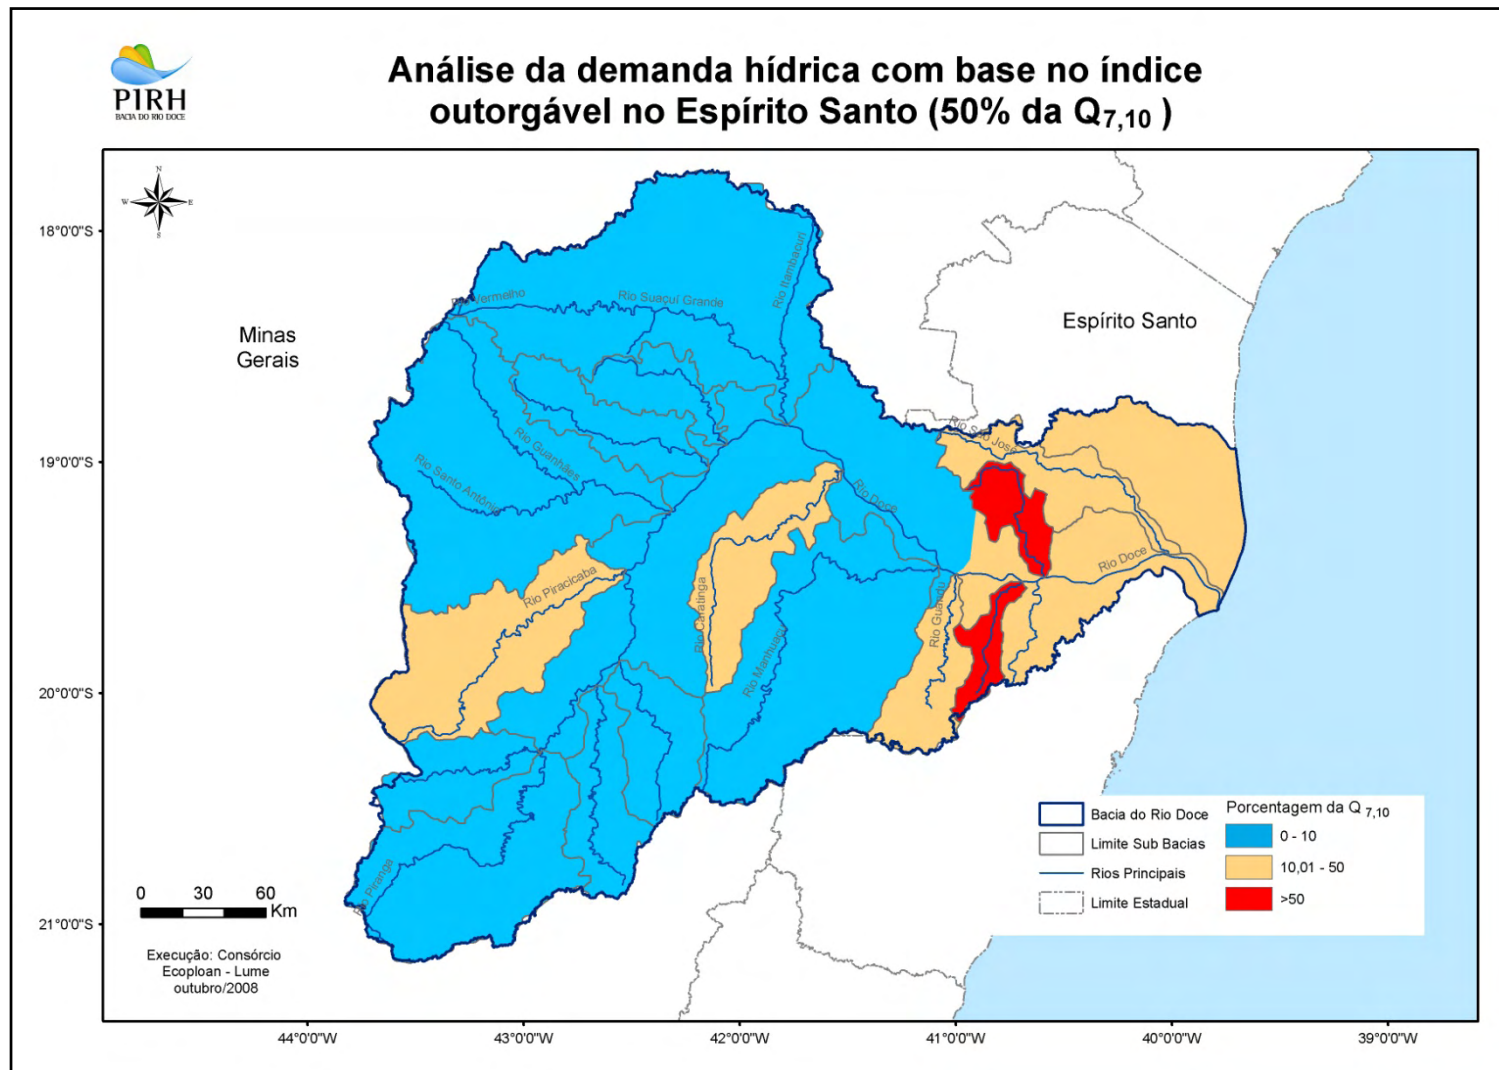 PIRH
BACIA DO RIO DOCE
Análise da demanda hídrica com base no índice
outorgável no Espírito Santo (50% da Q7,10 )
N
W
E
S
18°0'0"S
19°0'0"S
20°0'0"S
21°0'0"S
Minas
Gerais
Espírito Santo
Rio Vermelho
Rio Suaçuí Grande
Rio Itambacuri
Rio Guanhães
Rio Santo Antônio
Rio São José
Rio Doce
Rio Doce
Rio Piracicaba
Rio Caratinga
Rio Manhuaçu
Rio Guandu
Rio Piranga
0 30 60
Km
Execução: Consórcio
Ecoploan - Lume
outubro/2008
Bacia do Rio Doce
Limite Sub Bacias
Rios Principais
Limite Estadual
Porcentagem da Q 7,10
0 - 10
10,01 - 50
>50
44°0'0"W
43°0'0"W
42°0'0"W
41°0'0"W
40°0'0"W
39°0'0"W